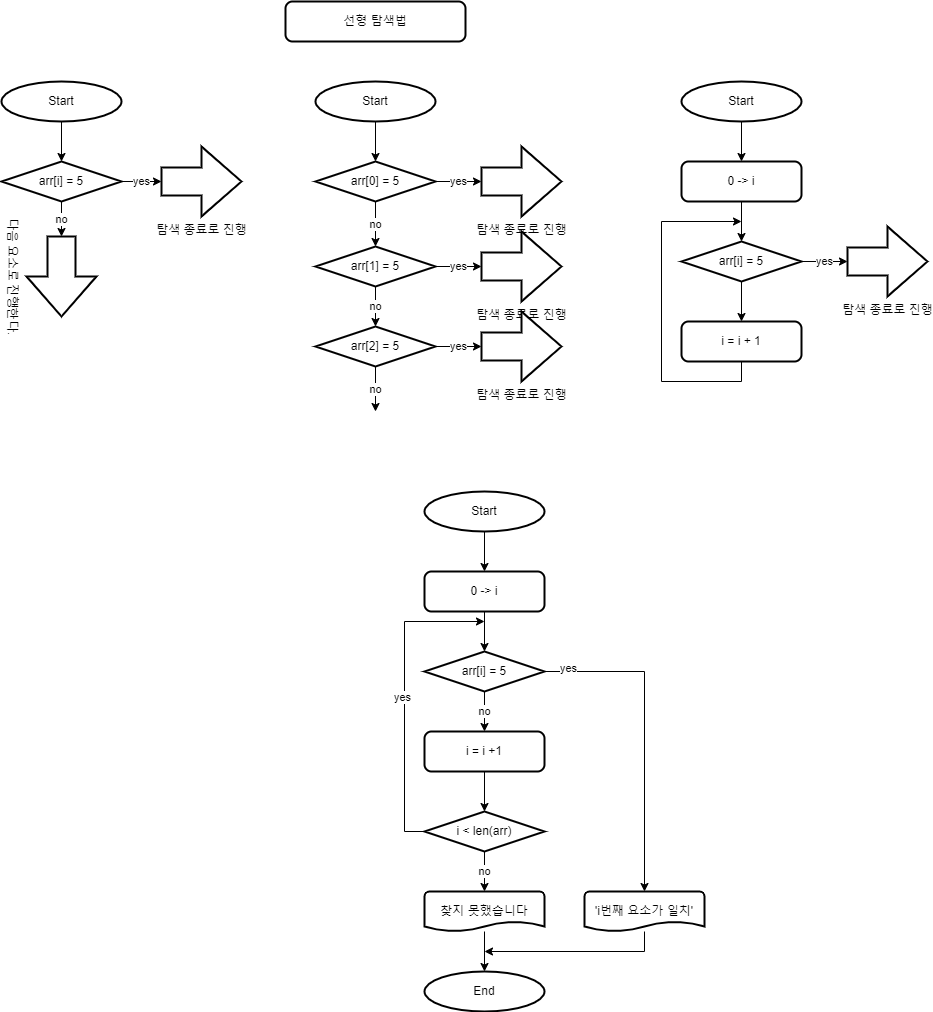 선형 탐색법
Start
arr[i] = 5
yes
탐색 종료로 진행
no
다음 요소로 진행한다.
Start
arr[0] = 5
yes
탐색 종료로 진행
no
arr[1] = 5
yes
탐색 종료로 진행
no
arr[2] = 5
yes
탐색 종료로 진행
no
Start
0 -> i
arr[i] = 5
yes
탐색 종료로 진행
i = i + 1
Start
0 -> i
arr[i] = 5
yes
no
yes
i = i +1
i < len(arr)
no
찾지 못했습니다
'i번째 요소가 일치'
End